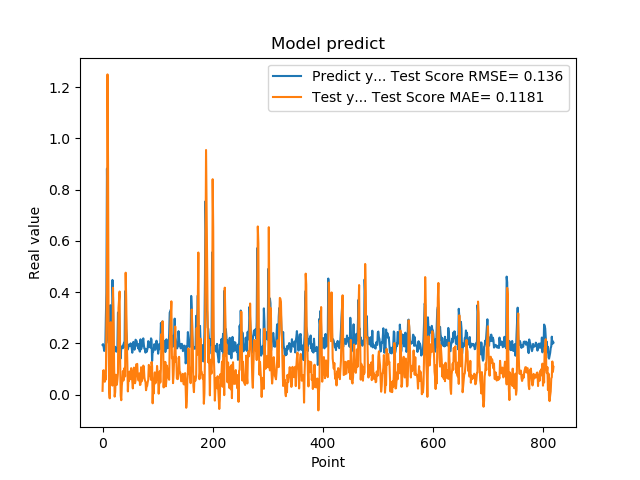 Model predict
Predict y... Test Score RMSE= 0.136
Test y... Test Score MAE= 0.1181
Real value
1.2
1.0
0.8
0.6
0.4
0.2
0.0
0
200
400
600
800
Point